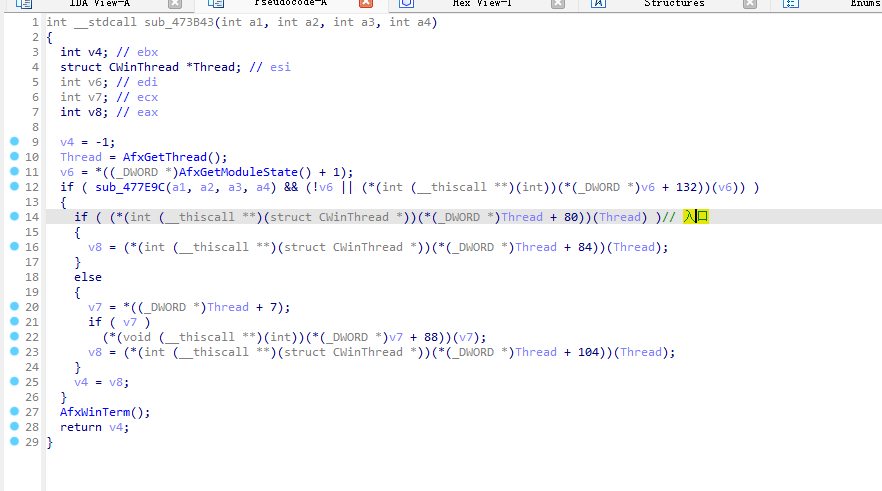 IDA View-A Pseudocode-A Hex View-1 Structures Enums
1 int __stdcall sub_473B43(int a1, int a2, int a3, int a4)
2 {
3 int v4; // ebx
4 struct CWinThread *Thread; // esi
5 int v6; // edi
6 int v7; // ecx
7 int v8; // eax
8
9 v4 = -1;
10 Thread = AfxGetThread();
11 v6 = *((_DWORD *)AfxGetModuleState() + 1);
12 if ( sub_477E9C(a1, a2, a3, a4) && (!v6 || (*(int (__thiscall **)(int))(*(_DWORD *)v6 + 132))(v6)) )
13 {
14 if ( (*(int (__thiscall **)(struct CWinThread *))(*(_DWORD *)Thread + 80))(Thread) )// 入口
15 {
16 v8 = (*(int (__thiscall **)(struct CWinThread *))(*(_DWORD *)Thread + 84))(Thread);
17 }
18 else
19 {
20 v7 = *((_DWORD *)Thread + 7);
21 if ( v7 )
22 (*(void (__thiscall **)(int))(*(_DWORD *)v7 + 88))(v7);
23 v8 = (*(int (__thiscall **)(struct CWinThread *))(*(_DWORD *)Thread + 104))(Thread);
24 }
25 v4 = v8;
26 }
27 AfxWinTerm();
28 return v4;
29 }